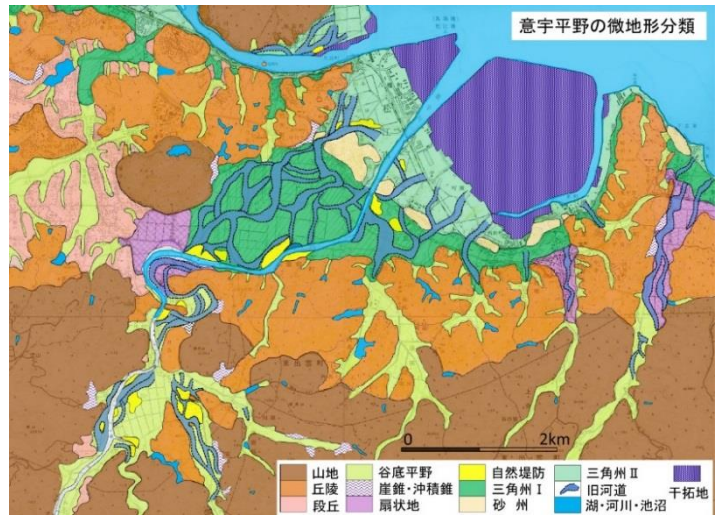 意宇平野の微地形分類
0 2km
山地 谷底平野 自然堤防 三角州Ⅱ
丘陵 崖錐・沖積錐 三角州Ⅰ 旧河道 干拓地
段丘 扇状地 砂州 湖・河川・池沼